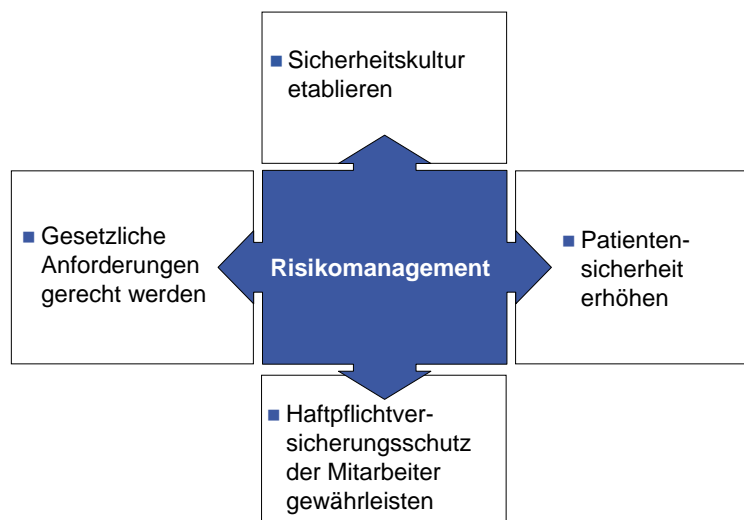 Sicherheitskultur
etablieren
Gesetzliche
Anforderungen
gerecht werden
Risikomanagement
Patienten-
sicherheit
erhöhen
Haftpflichtver-
sicherungsschutz
der Mitarbeiter
gewährleisten